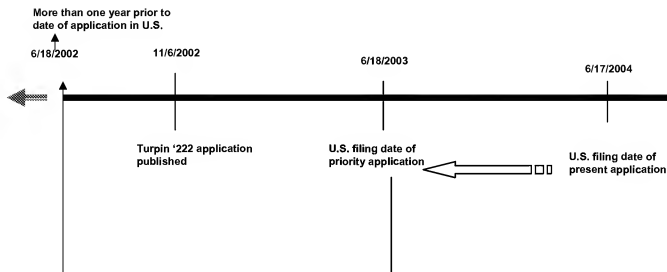 More than one year prior to
date of application in U.S.
6/18/2002
11/6/2002
6/18/2003
6/17/2004
Turpin ‘222 application
published
U.S. filing date of
priority application
U.S. filing date of
present application